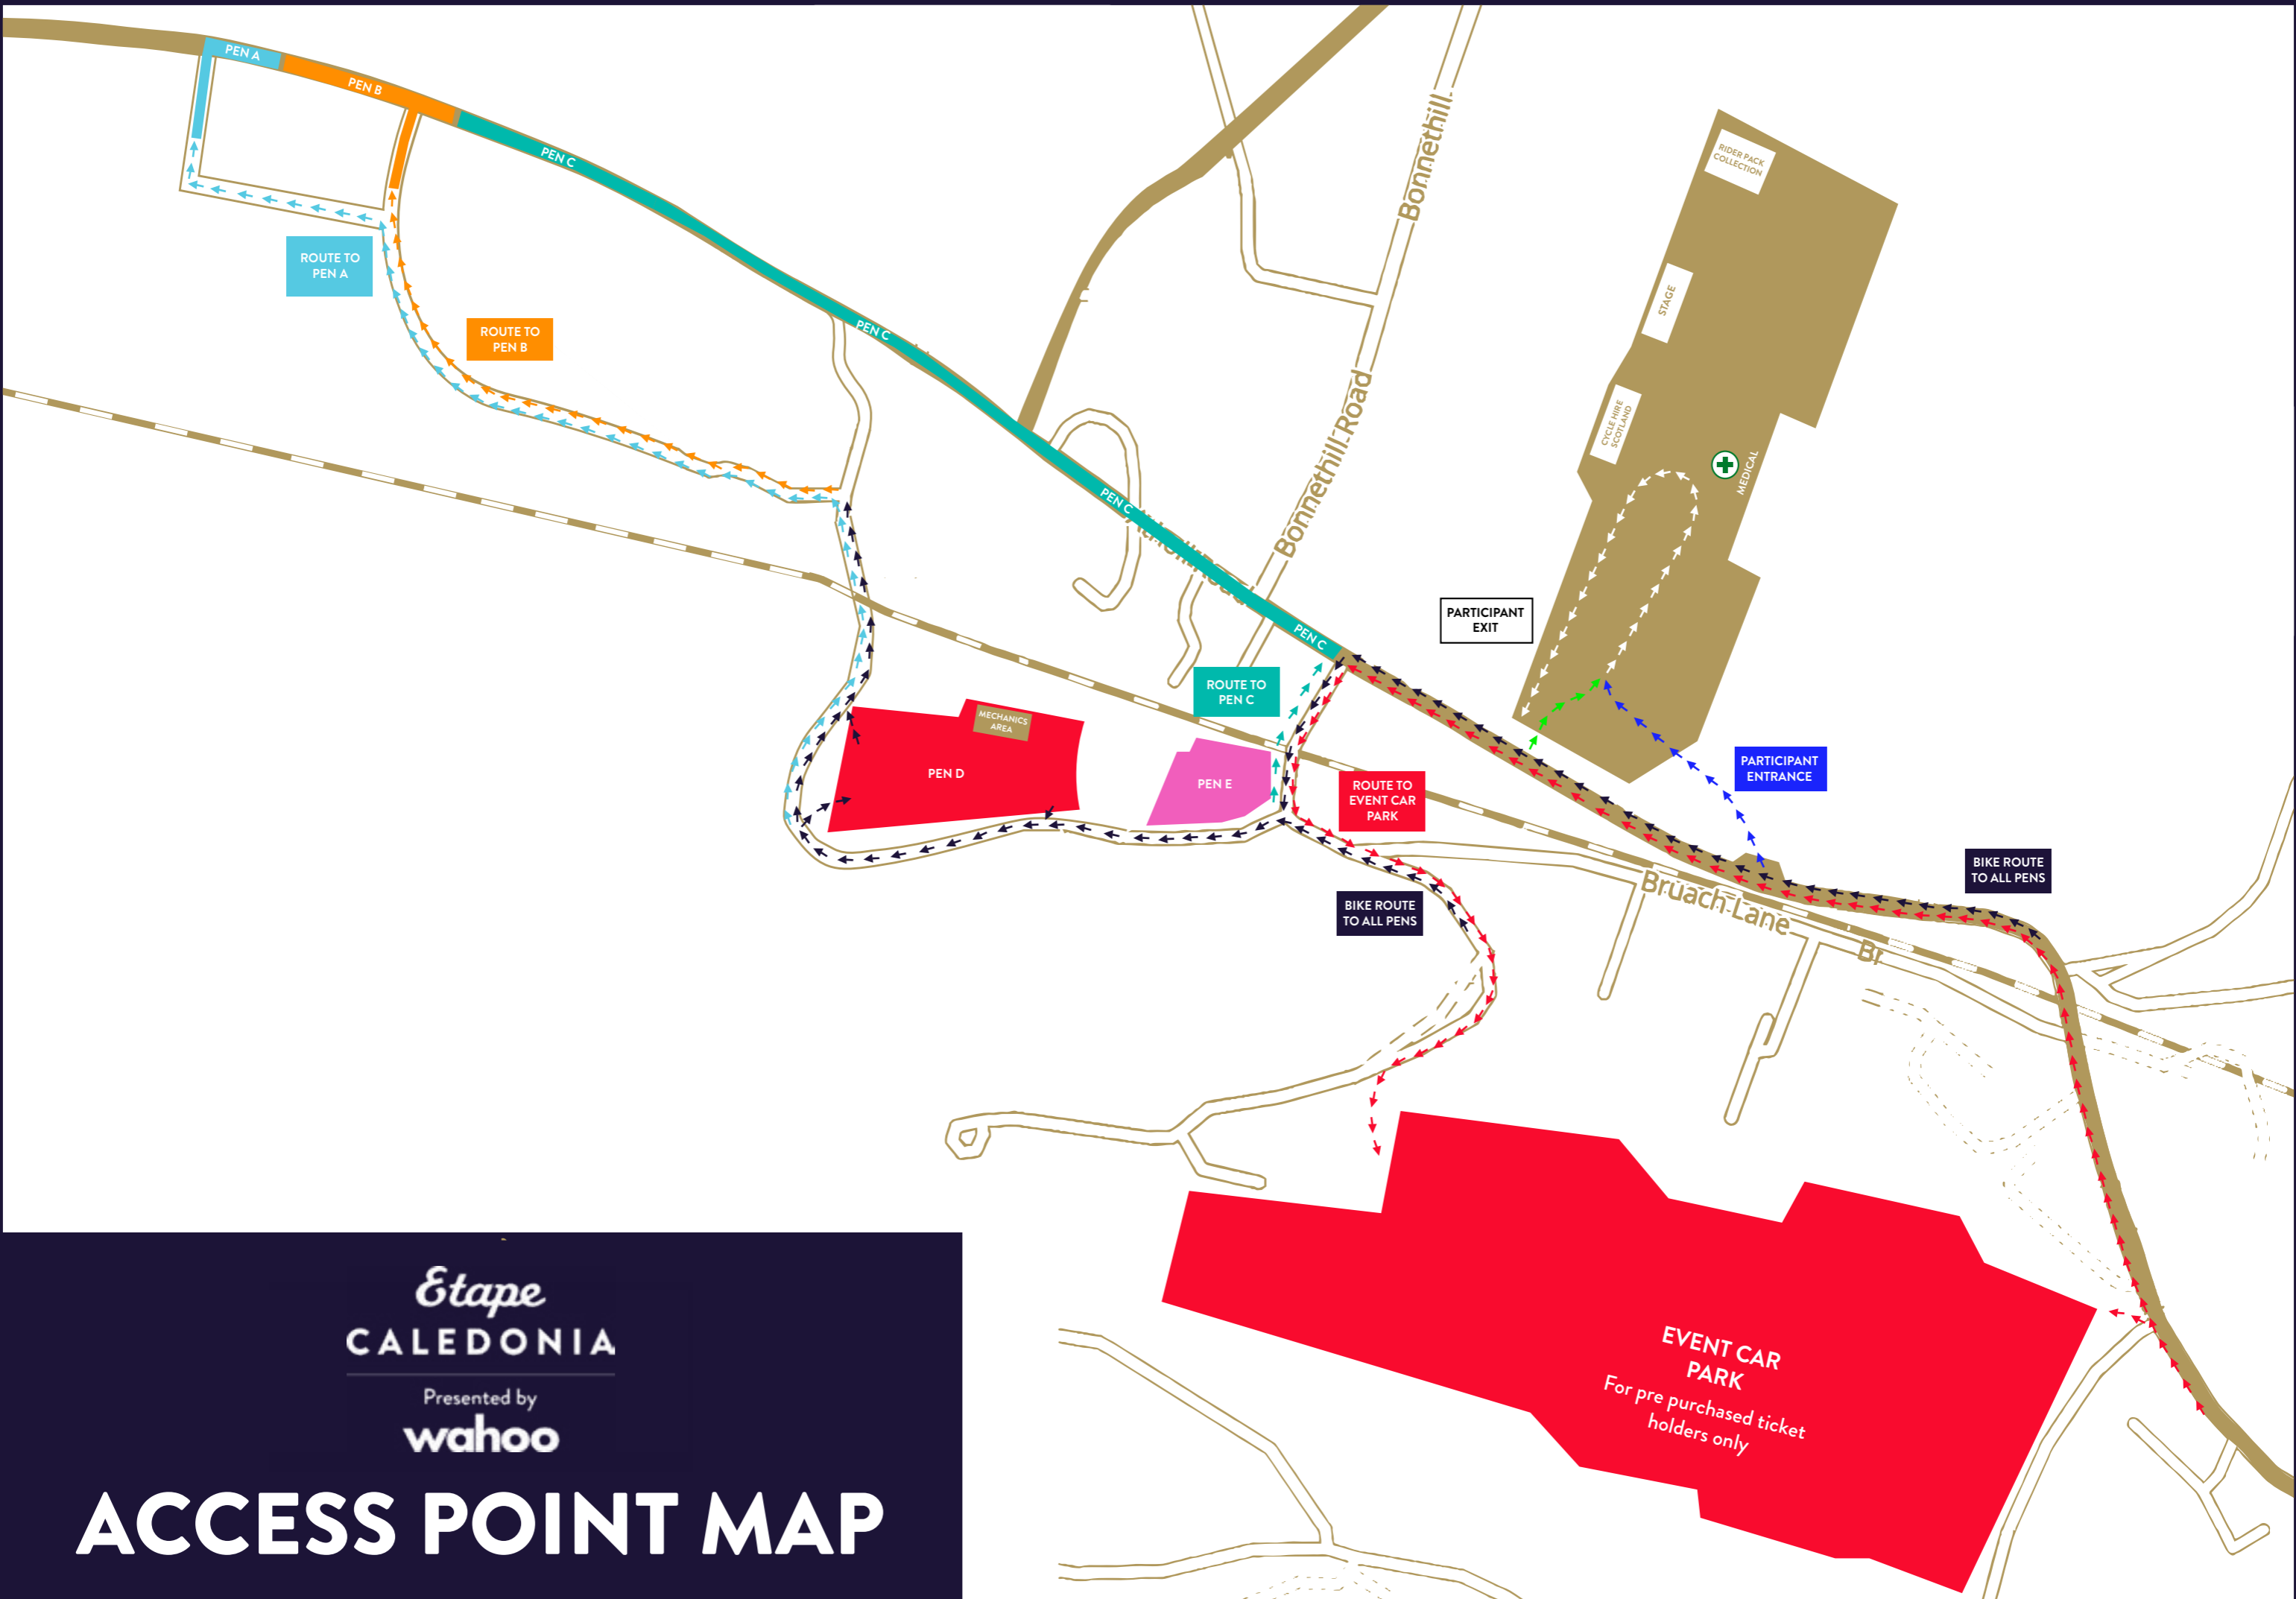 PEN A
PEN B
PEN C
ROUTE TO
PEN A
ROUTE TO
PEN B
PEN C
PEN C
PEN C
Bonnethill
Bonnethill Road
RIDER PACK
COLLECTION
STAGE
CYCLE HIRE
SCOTLAND
MEDICAL
PARTICIPANT
EXIT
ROUTE TO
PEN C
MECHANICS
AREA
PEN D
PEN E
ROUTE TO
EVENT CAR
PARK
PARTICIPANT
ENTRANCE
BIKE ROUTE
TO ALL PENS
BIKE ROUTE
TO ALL PENS
Bruach Lane
Br
EVENT CAR
PARK
For pre purchased ticket
holders only
Etape
CALEDONIA
Presented by
wahoo
ACCESS POINT MAP